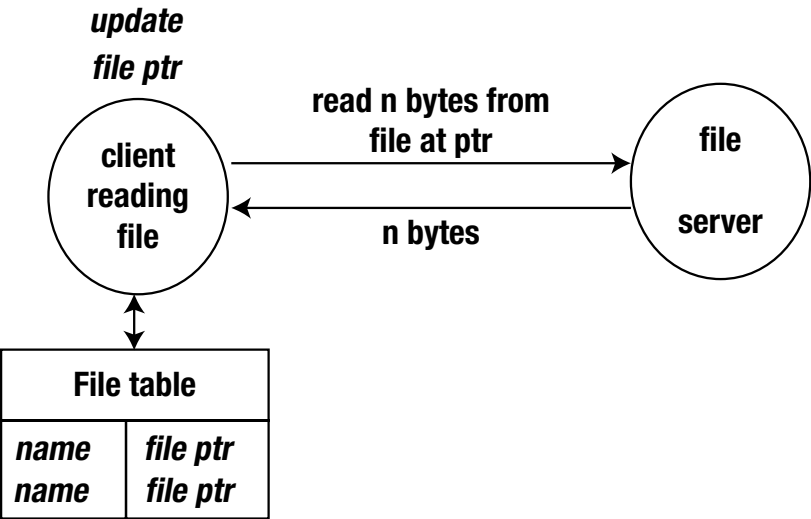 update
file ptr
client
reading
file
read n bytes from
file at ptr
n bytes
file
server
File table
name file ptr
name file ptr